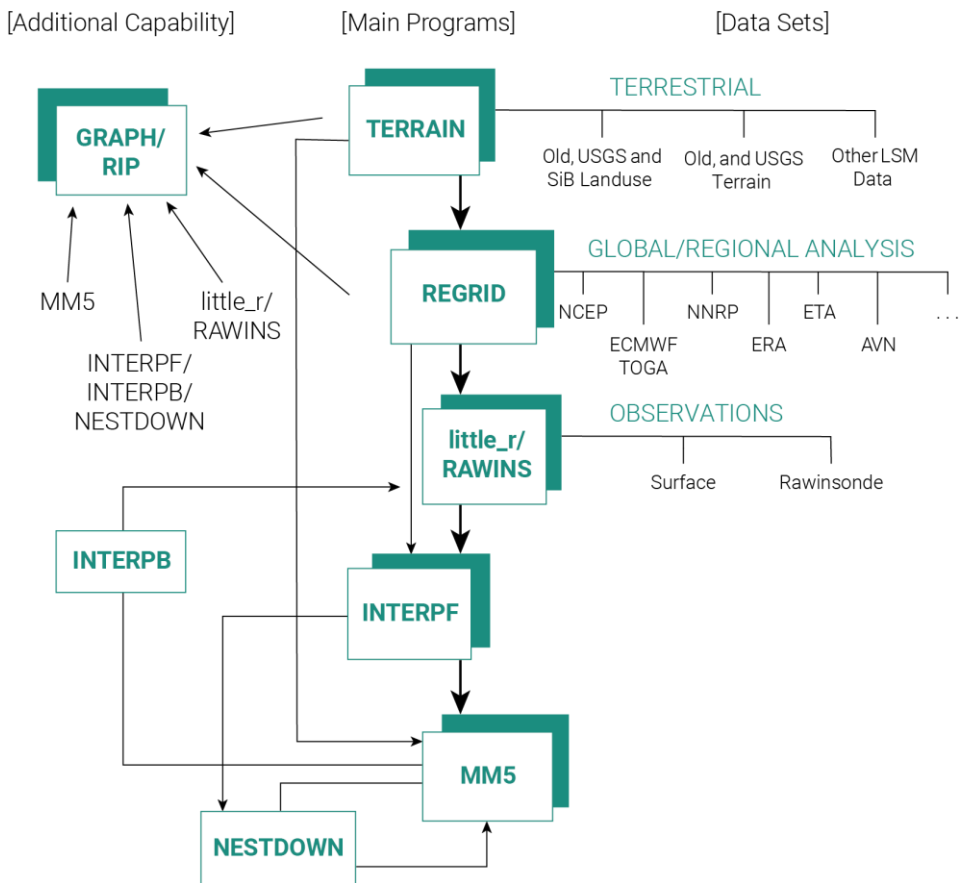 [Additional Capability]
[Main Programs]
[Data Sets]
GRAPH/
RIP
TERRAIN
TERRESTRIAL
Old, USGS and
SiB Landuse
Old, and USGS
Terrain
Other LSM
Data
MM5
little_r/
RAWINS
INTERPF/
INTERPB/
NESTDOWN
REGRID
GLOBAL/REGIONAL ANALYSIS
NCEP
ECMWF
TOGA
NNRP
ERA
ETA
AVN
. . .
little_r/
RAWINS
OBSERVATIONS
Surface
Rawinsonde
INTERPB
INTERPF
MM5
NESTDOWN